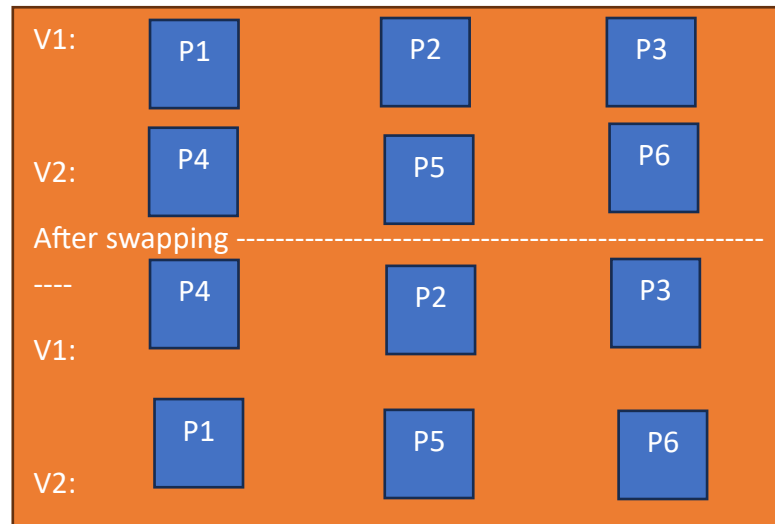 V1: P1 P2 P3
V2: P4 P5 P6
After swapping ------------------------------------------------------
----
V1: P4 P2 P3
V2: P1 P5 P6